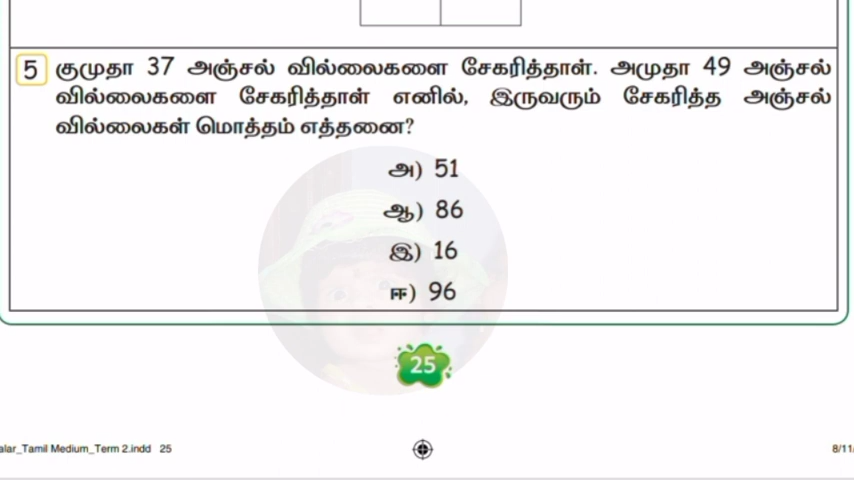 5 குமுதா 37 அஞ்சல் வில்லைகளை சேகரித்தாள். அமுதா 49 அஞ்சல்
வில்லைகளை சேகரித்தாள் எனில், இருவரும் சேகரித்த அஞ்சல்
வில்லைகள் மொத்தம் எத்தனை?
அ) 51
ஆ) 86
இ) 16
ஈ) 96
25
alar_Tamil Medium_Term 2.indd 25
8/11/